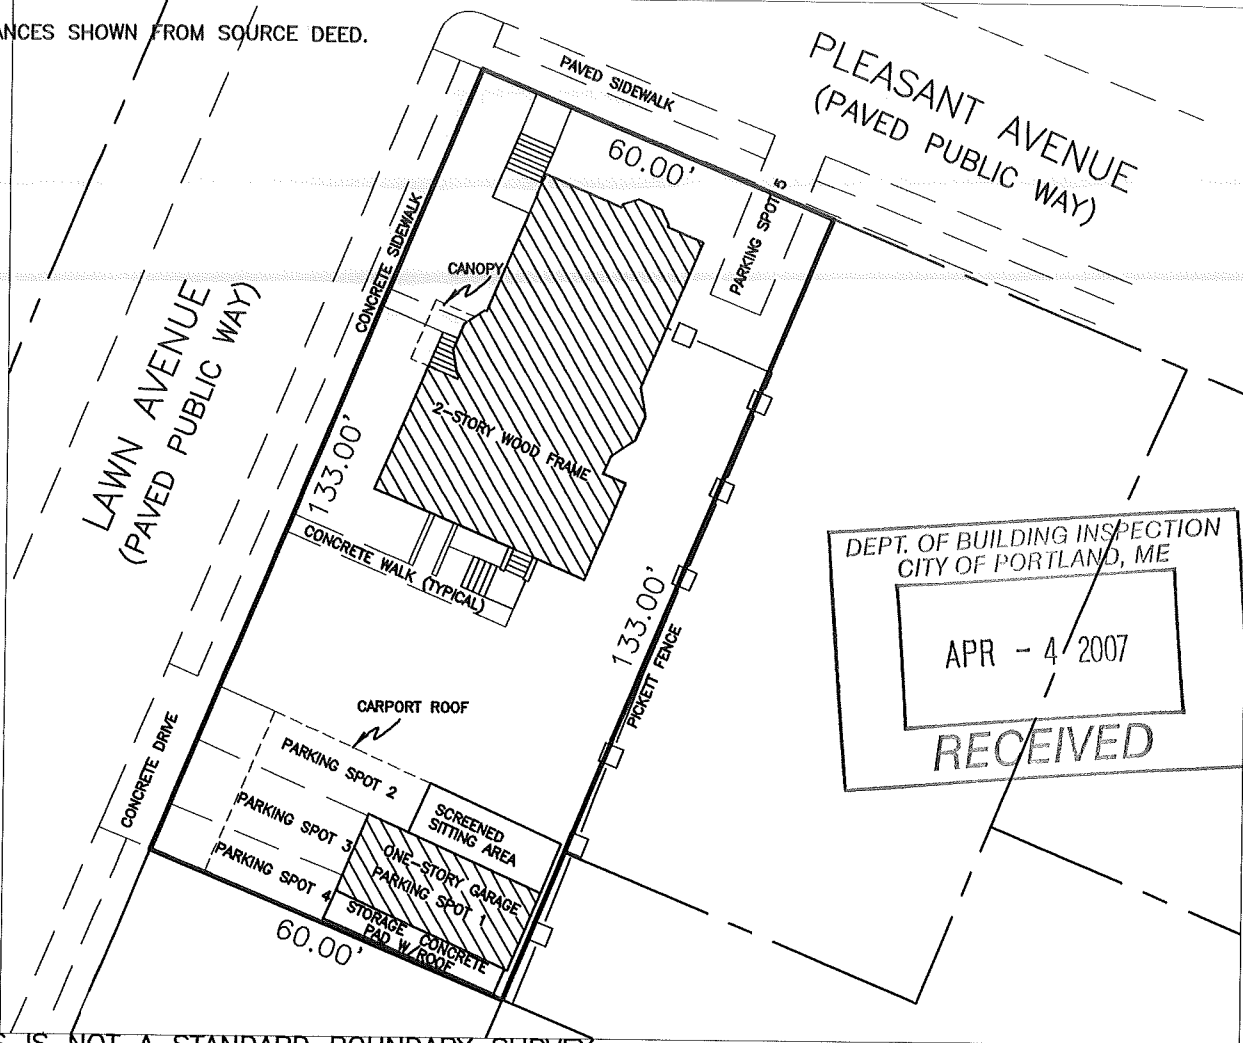 SHOWN FROM SOURCE DEED.
PLEASANT AVENUE
(PAVED PUBLIC WAY)
PAVED SIDEWALK
60.00'
PARKING SPOT 5
CONCRETE SIDEWALK
CANOPY
LAWN AVENUE
(PAVED PUBLIC WAY)
2-STORY WOOD FRAME
133.00'
CONCRETE WALK (TYPICAL)
133.00'
PICKETT FENCE
DEPT. OF BUILDING INSPECTION
CITY OF PORTLAND, ME
APR - 4 2007
RECEIVED
CARPORT ROOF
CONCRETE DRIVE
PARKING SPOT 2
PARKING SPOT 3
PARKING SPOT 4
SCREENED
SITTING AREA
ONE-STORY GARAGE
PARKING SPOT 1
STORAGE CONCRETE
PAD W/ROOF
60.00'
IS NOT A STANDARD BOUNDARY SURVEY